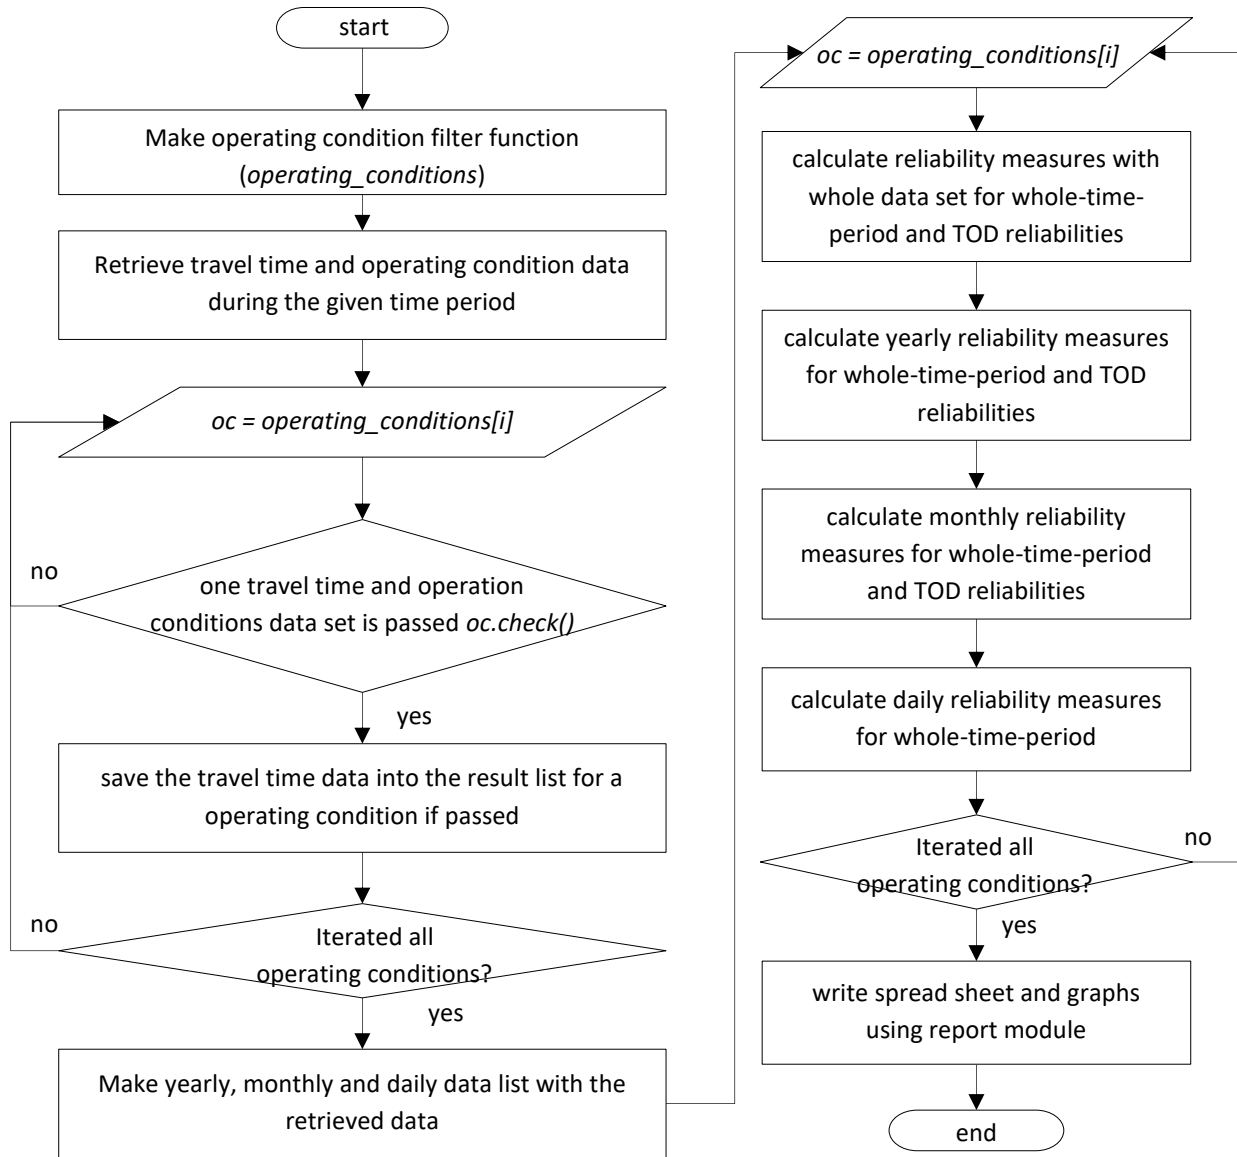 start
Make operating condition filter function
(operating_conditions)
Retrieve travel time and operating condition data
during the given time period
oc = operating_conditions[i]
no
one travel time and operation
conditions data set is passed oc.check()
yes
save the travel time data into the result list for a
operating condition if passed
no
Iterated all
operating conditions?
yes
Make yearly, monthly and daily data list with the
retrieved data
oc = operating_conditions[i]
calculate reliability measures with
whole data set for whole-time-
period and TOD reliabilities
calculate yearly reliability measures
for whole-time-period and TOD
reliabilities
calculate monthly reliability
measures for whole-time-period
and TOD reliabilities
calculate daily reliability measures
for whole-time-period
no
Iterated all
operating conditions?
yes
write spread sheet and graphs
using report module
end